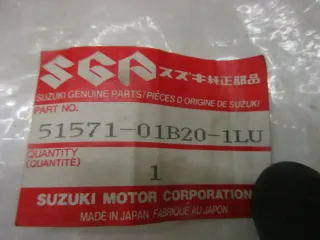 SGP スズキ純正部品
SUZUKI GENUINE PARTS/PIÈCES D'ORIGINE DE SUZUKI
PART NO.
51571-01B20-1LU
QUANTITY
(QUANTITÉ)
1
SUZUKI MOTOR CORPORATION
MADE IN JAPAN, FABRIQUÉ AU JAPON